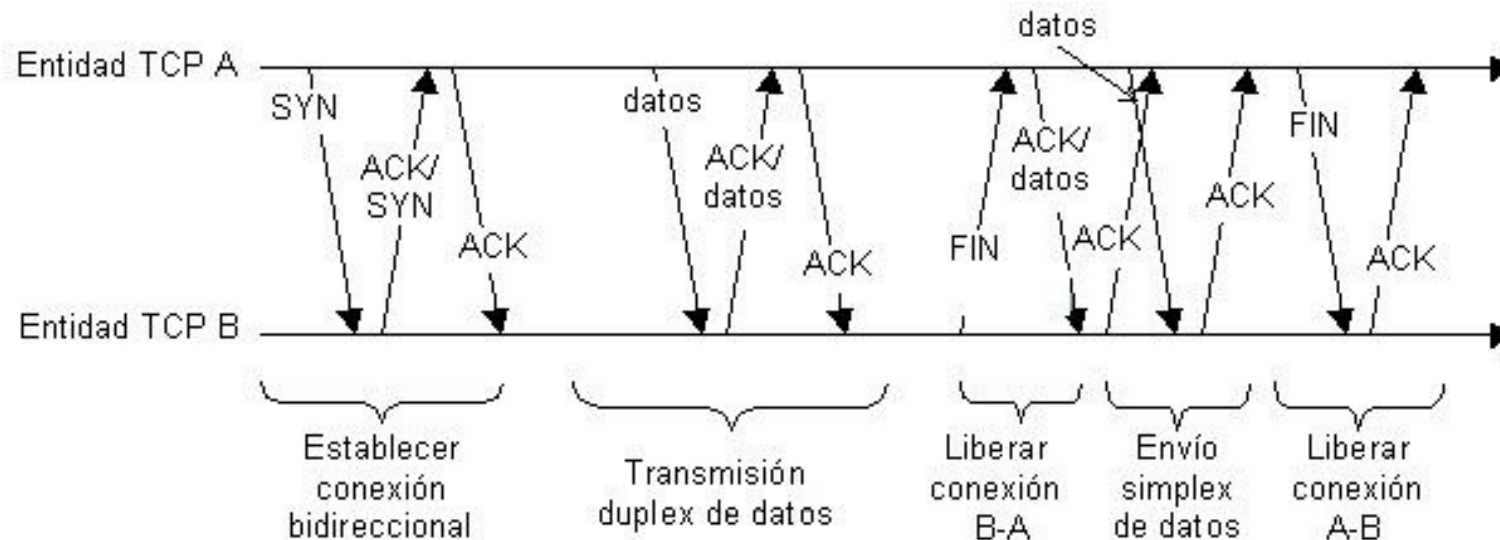 datos
Entidad TCP A
SYN
ACK/
SYN
ACK
datos
ACK/
datos
ACK
FIN
ACK/
datos
ACK
ACK
FIN
ACK
Entidad TCP B
Establecer
conexión
bidireccional
Transmisión
duplex de datos
Liberar
conexión
B-A
Envío
simplex
de datos
Liberar
conexión
A-B